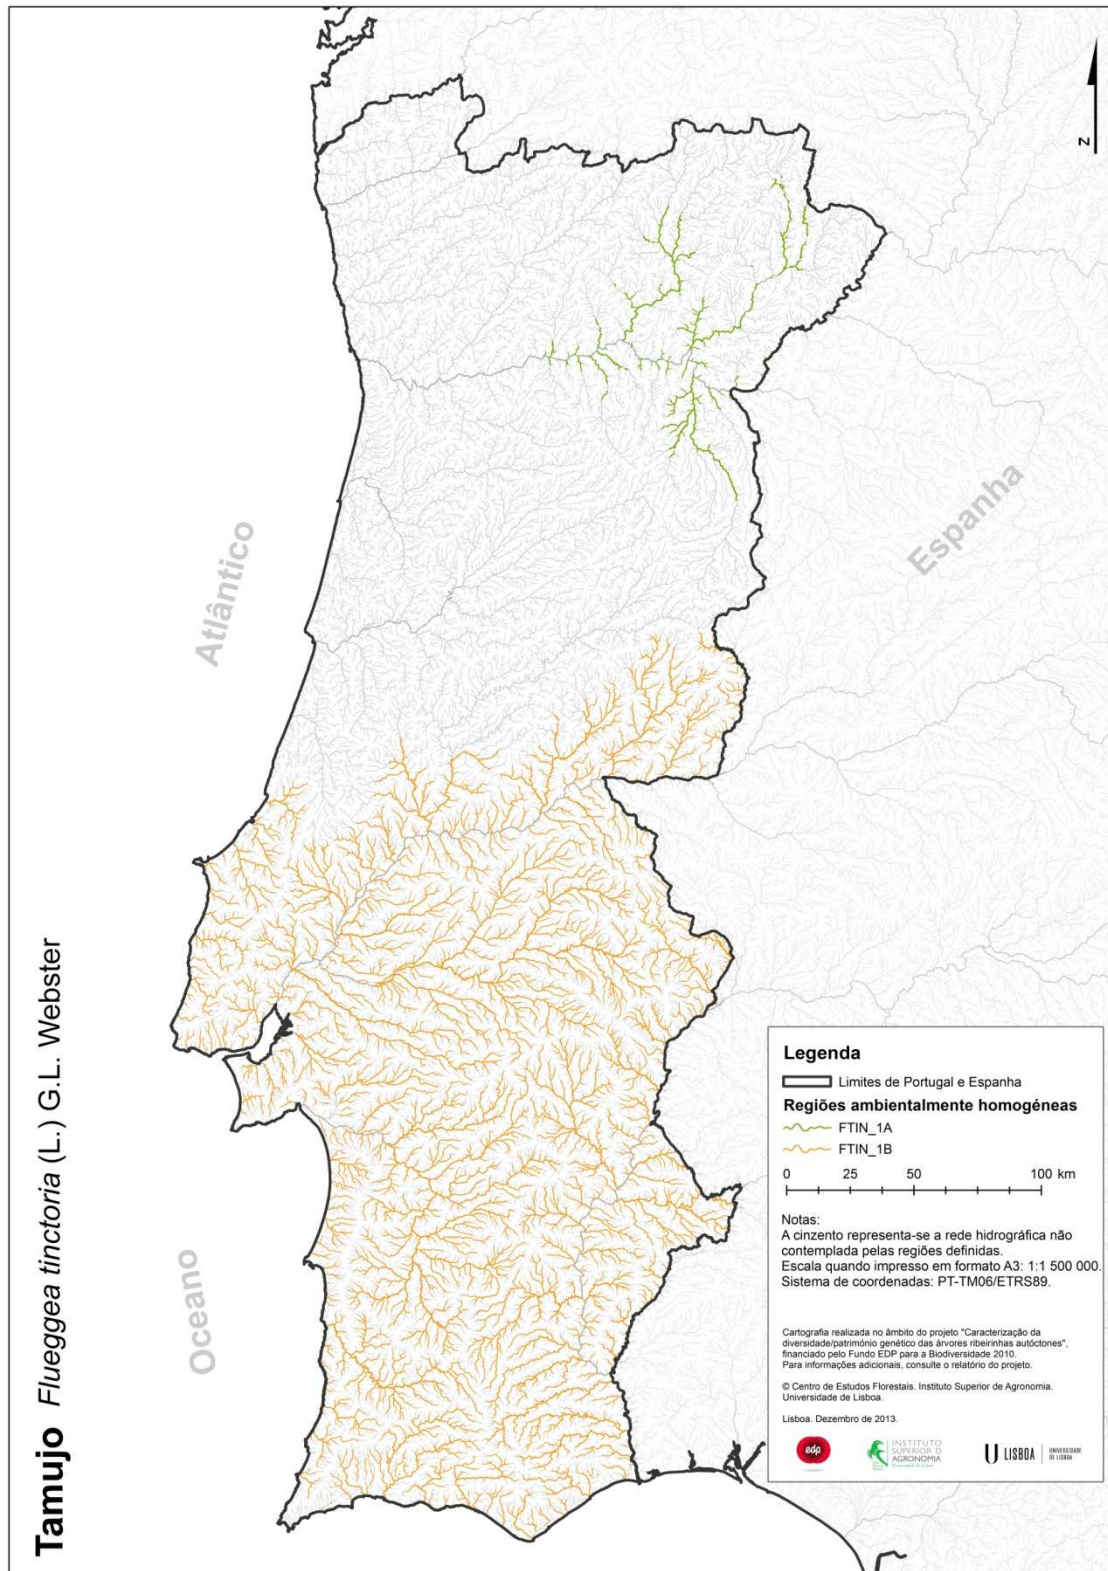 Tamujo Flueggea tinctoria (L.) G.L. Webster
Oceano
Atlântico
Espanha
N
Legenda
Limites de Portugal e Espanha
Regiões ambientalmente homogéneas
FTIN_1A
FTIN_1B
0 25 50 100 km
Notas:
A cinzento representa-se a rede hidrográfica não
contemplada pelas regiões definidas.
Escala quando impresso em formato A3: 1:1 500 000.
Sistema de coordenadas: PT-TM06/ETRS89.
Cartografia realizada no âmbito do projeto "Caracterização da
diversidade/património genético das árvores ribeirinhas autóctones",
financiado pelo Fundo EDP para a Biodiversidade 2010.
Para informações adicionais, consulte o relatório do projeto.
© Centro de Estudos Florestais. Instituto Superior de Agronomia.
Universidade de Lisboa.
Lisboa. Dezembro de 2013.
edp
INSTITUTO
SUPERIOR D
AGRONOMIA
U LISBOA
UNIVERSIDADE
DE LISBOA